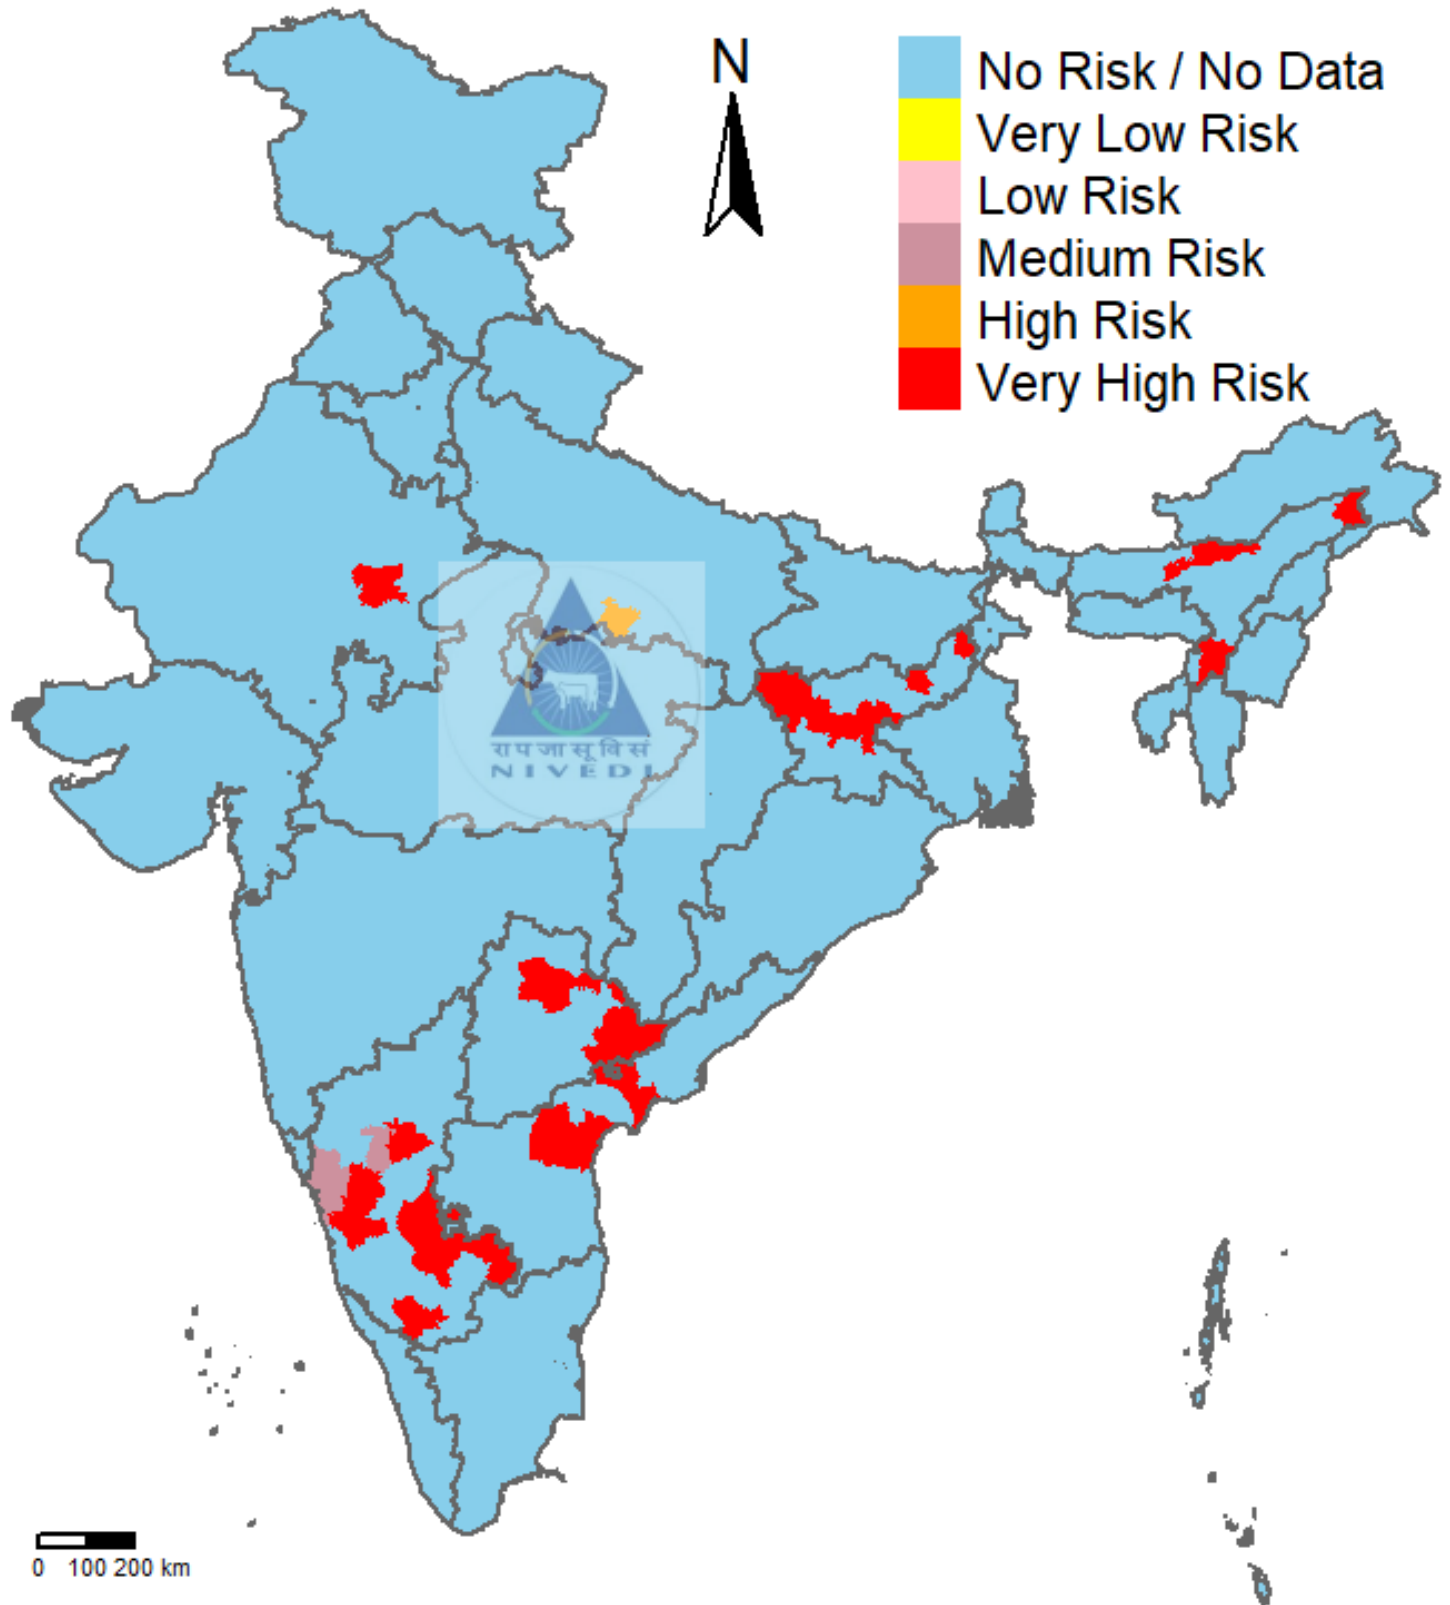 N
No Risk / No Data
Very Low Risk
Low Risk
Medium Risk
High Risk
Very High Risk
रा प जा सू वि सं
NIVEDI
0 100 200 km